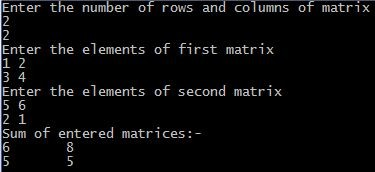 Enter the number of rows and columns of matrix
2
2
Enter the elements of first matrix
1 2
3 4
Enter the elements of second matrix
5 6
2 1
Sum of entered matrices:-
6 8
5 5